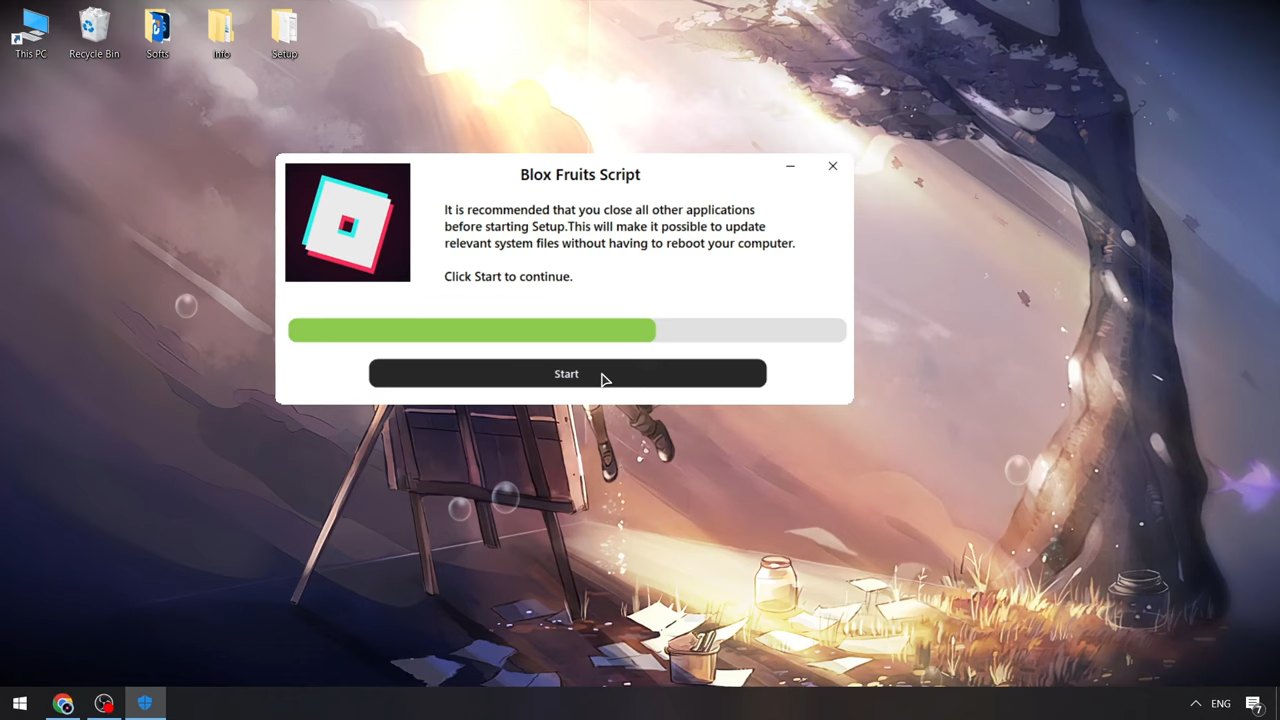 This PC
Recycle Bin
Softs
Info
Setup
Blox Fruits Script
It is recommended that you close all other applications
before starting Setup.This will make it possible to update
relevant system files without having to reboot your computer.
Click Start to continue.
Start
ENG
7